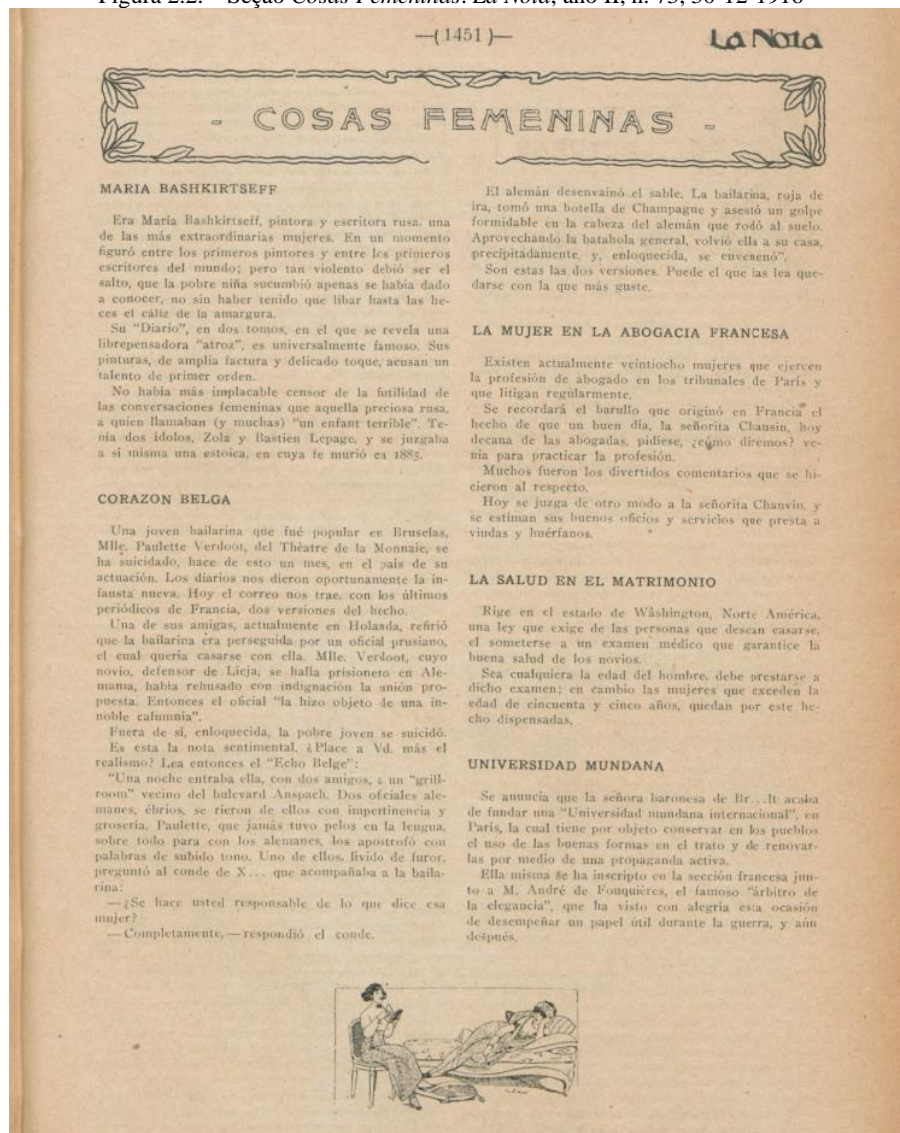 Figura 2.2. Seção Cosas Femeninas. La Nota, año II, n. 73, 30-12-1916
—(1451)—
La Nota
- COSAS FEMENINAS -
MARIA BASHKIRTSEFF
Era María Bashkirtseff, pintora y escritora rusa, una
de las más extraordinarias mujeres. En un momento
figuró entre los primeros pintores y entre los primeros
escritores del mundo; pero tan violento debió ser el
salto, que la pobre niña sucumbió apenas se había dado
a conocer, no sin haber tenido que libar hasta las he-
ces el cáliz de la amargura.
Su "Diario", en dos tomos, en el que se revela una
librepensadora "atroz", es universalmente famoso. Sus
pinturas, de amplia factura y delicado toque, acusan un
talento de primer orden.
No había más implacable censor de la futilidad de
las conversaciones femeninas que aquella preciosa rusa,
a quien llamaban (y muchas) "un enfant terrible". Te-
nía dos ídolos, Zola y Bastien Lepage, y se juzgaba
a sí misma una estoica, en cuya fe murió en 1885.
CORAZON BELGA
Una joven bailarina que fué popular en Bruselas,
Mlle. Paulette Verdoot, del Thèatre de la Monnaie, se
ha suicidado, hace de esto un mes, en el país de su
actuación. Los diarios nos dieron oportunamente la in-
fausta nueva. Hoy el correo nos trae, con los últimos
periódicos de Francia, dos versiones del hecho.
Una de sus amigas, actualmente en Holanda, refirió
que la bailarina era perseguida por un oficial prusiano,
el cual quería casarse con ella. Mlle. Verdoot, cuyo
novio, defensor de Lieja, se halla prisionero en Ale-
mania, había rehusado con indignación la unión pro-
puesta. Entonces el oficial "la hizo objeto de una in-
noble calumnia".
Fuera de sí, enloquecida, la pobre joven se suicidó.
Es esta la nota sentimental. ¿Place a Vd. más el
realismo? Lea entonces el "Echo Belge":
"Una noche entraba ella, con dos amigos, a un "grill-
room" vecino del bulevard Anspach. Dos oficiales ale-
manes, ébrios, se rieron de ellos con impertinencia y
grosería. Paulette, que jamás tuvo pelos en la lengua,
sobre todo para con los alemanes, los apostrofó con
palabras de subido tono. Uno de ellos, lívido de furor,
preguntó al conde de X... que acompañaba a la baila-
rina:
—¿Se hace usted responsable de lo que dice esa
mujer?
—Completamente, — respondió el conde.
El alemán desenvainó el sable. La bailarina, roja de
ira, tomó una botella de Champagne y asestó un golpe
formidable en la cabeza del alemán que rodó al suelo.
Aprovechando la batahola general, volvió ella a su casa,
precipitadamente, y, enloquecida, se envenenó".
Son estas las dos versiones. Puede el que las lea que-
darse con la que más guste.
LA MUJER EN LA ABOGACIA FRANCESA
Existen actualmente veintiocho mujeres que ejercen
la profesión de abogado en los tribunales de París y
que litigan regularmente.
Se recordará el barullo que originó en Francia el
hecho de que un buen día, la señorita Chausin, hoy
decana de las abogadas, pidiese, ¿cómo diremos? ve-
nia para practicar la profesión.
Muchos fueron los divertidos comentarios que se hi-
cieron al respecto.
Hoy se juzga de otro modo a la señorita Chauvin, y
se estiman sus buenos oficios y servicios que presta a
viudas y huérfanos.
LA SALUD EN EL MATRIMONIO
Rige en el estado de Wáshington, Norte América,
una ley que exige de las personas que desean casarse,
el someterse a un examen médico que garantice la
buena salud de los novios.
Sea cualquiera la edad del hombre, debe prestarse a
dicho examen; en cambio las mujeres que exceden la
edad de cincuenta y cinco años, quedan por este he-
cho dispensadas.
UNIVERSIDAD MUNDANA
Se anuncia que la señora baronesa de Br...lt acaba
de fundar una "Universidad mundana internacional", en
París, la cual tiene por objeto conservar en los pueblos
el uso de las buenas formas en el trato y de renovar-
las por medio de una propaganda activa.
Ella misma se ha inscripto en la sección francesa jun-
to a M. André de Fouquières, el famoso "árbitro de
la elegancia", que ha visto con alegría esta ocasión
de desempeñar un papel útil durante la guerra, y aún
después.